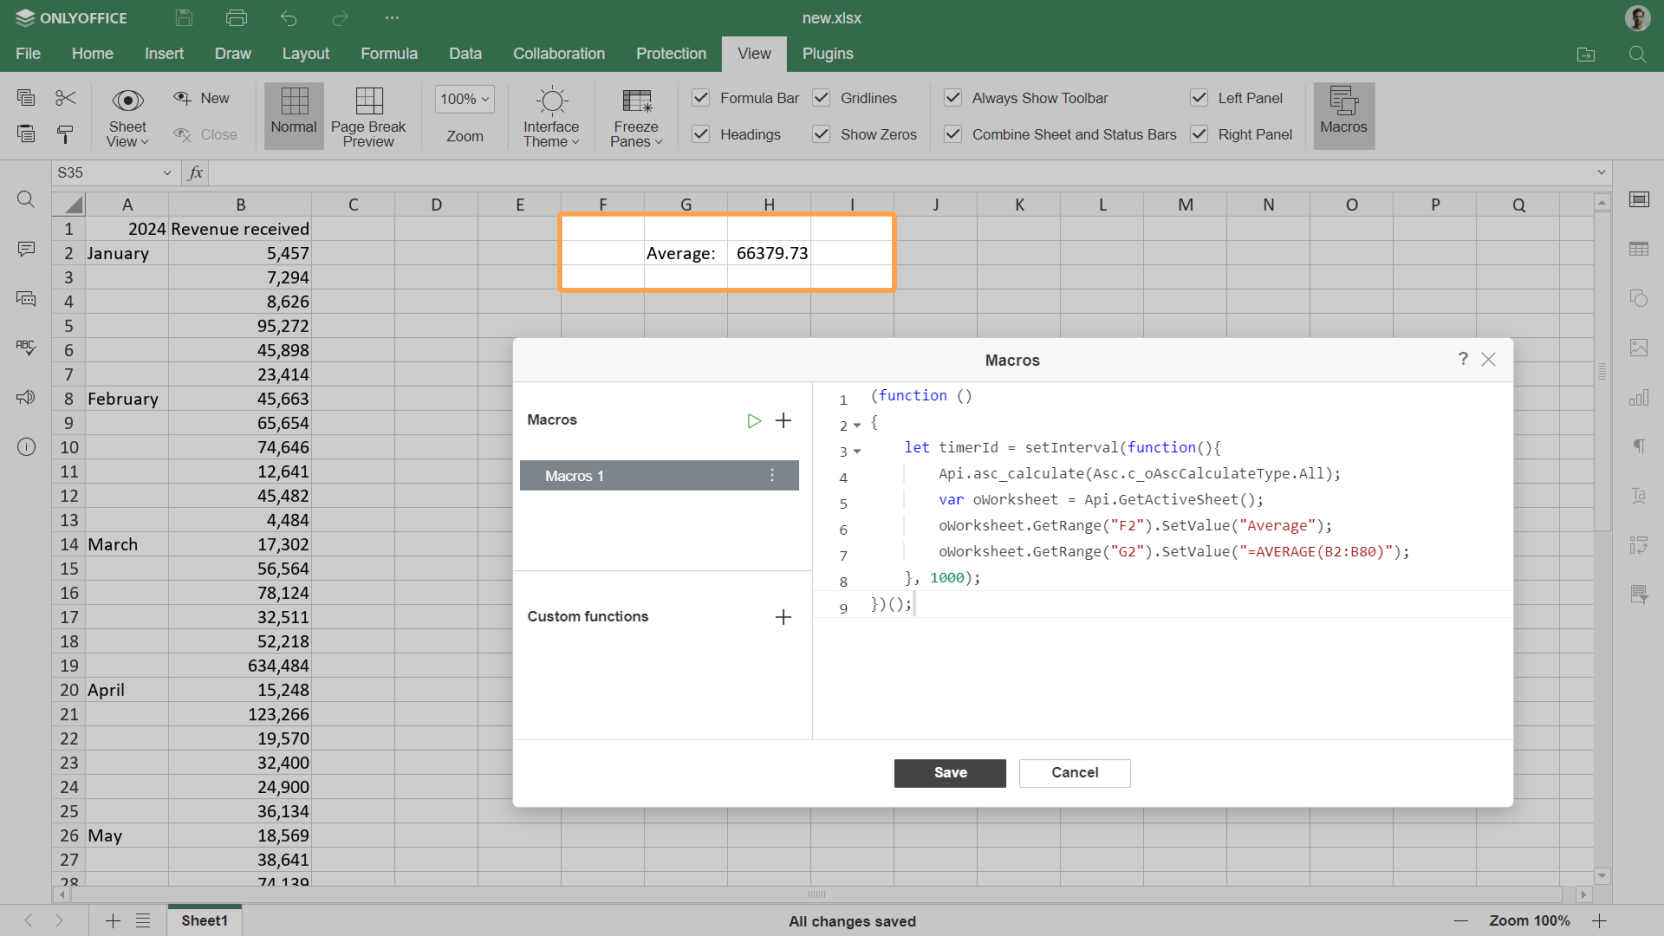 ONLYOFFICE
new.xlsx
File Home Insert Draw Layout Formula Data Collaboration Protection View Plugins
Sheet View
New
Close
Normal
Page Break Preview
100%
Zoom
Interface Theme
Freeze Panes
Formula Bar
Headings
Gridlines
Show Zeros
Always Show Toolbar
Combine Sheet and Status Bars
Left Panel
Right Panel
Macros
S35 fx
A B C D E F G H I J K L M N O P Q
1 2024 Revenue received
2 January 5,457 Average: 66379.73
3 7,294
4 8,626
5 95,272
6 45,898
7 23,414
8 February 45,663
9 65,654
10 74,646
11 12,641
12 45,482
13 4,484
14 March 17,302
15 56,564
16 78,124
17 32,511
18 52,218
19 634,484
20 April 15,248
21 123,266
22 19,570
23 32,400
24 24,900
25 36,134
26 May 18,569
27 38,641
28 74,139
Macros ?
Macros
Macros 1
Custom functions
1 (function ()
2 {
3 let timerId = setInterval(function(){
4 Api.asc_calculate(Asc.c_oAscCalculateType.All);
5 var oWorksheet = Api.GetActiveSheet();
6 oWorksheet.GetRange("F2").SetValue("Average");
7 oWorksheet.GetRange("G2").SetValue("=AVERAGE(B2:B80)");
8 }, 1000);
9 })();
Save Cancel
ABC
Ta
Sheet1
All changes saved
Zoom 100%